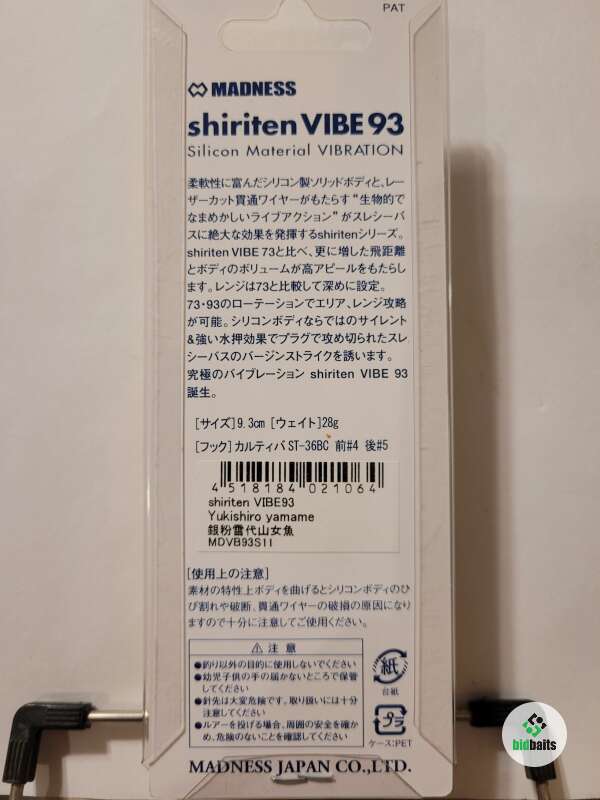 PAT
MADNESS
shiriten VIBE 93
Silicon Material VIBRATION
柔軟性に富んだシリコン製ソリッドボディと、レー
ザーカット貫通ワイヤーがもたらす“生物的で
なまめかしいライブアクション”がスレシーバ
スに絶大な効果を発揮するshiritenシリーズ。
shiriten VIBE 73と比べ、更に増した飛距離
とボディのボリュームが高アピールをもたらし
ます。レンジは73と比較して深めに設定。
73・93のローテーションでエリア、レンジ攻略
が可能。シリコンボディならではのサイレント
&強い水押効果でプラグで攻め切られたスレ
シーバスのバージンストライクを誘います。
究極のバイブレーション shiriten VIBE 93
誕生。
[サイズ]9.3cm [ウェイト]28g
[フック]カルティバ ST-36BC 前#4 後#5
4 518184 021064
shiriten VIBE93
Yukishiro yamame
銀粉雪代山女魚
MDVB93S11
[使用上の注意]
素材の特性上ボディを曲げるとシリコンボディのひ
び割れや破断、貫通ワイヤーの破損の原因になり
ますので十分に注意してご使用ください。
⚠ 注 意
●釣り以外の目的に使用しないでください
●幼児子供の手の届かないところで保管
してください
●針先は大変危険です。取り扱いには十分
注意してください
●ルアーを投げる場合、周囲の安全を確か
め、危険のないことを確認してください
紙
台紙
プラ
ケース:PET
MADNESS JAPAN CO.,LTD.
bidbaits